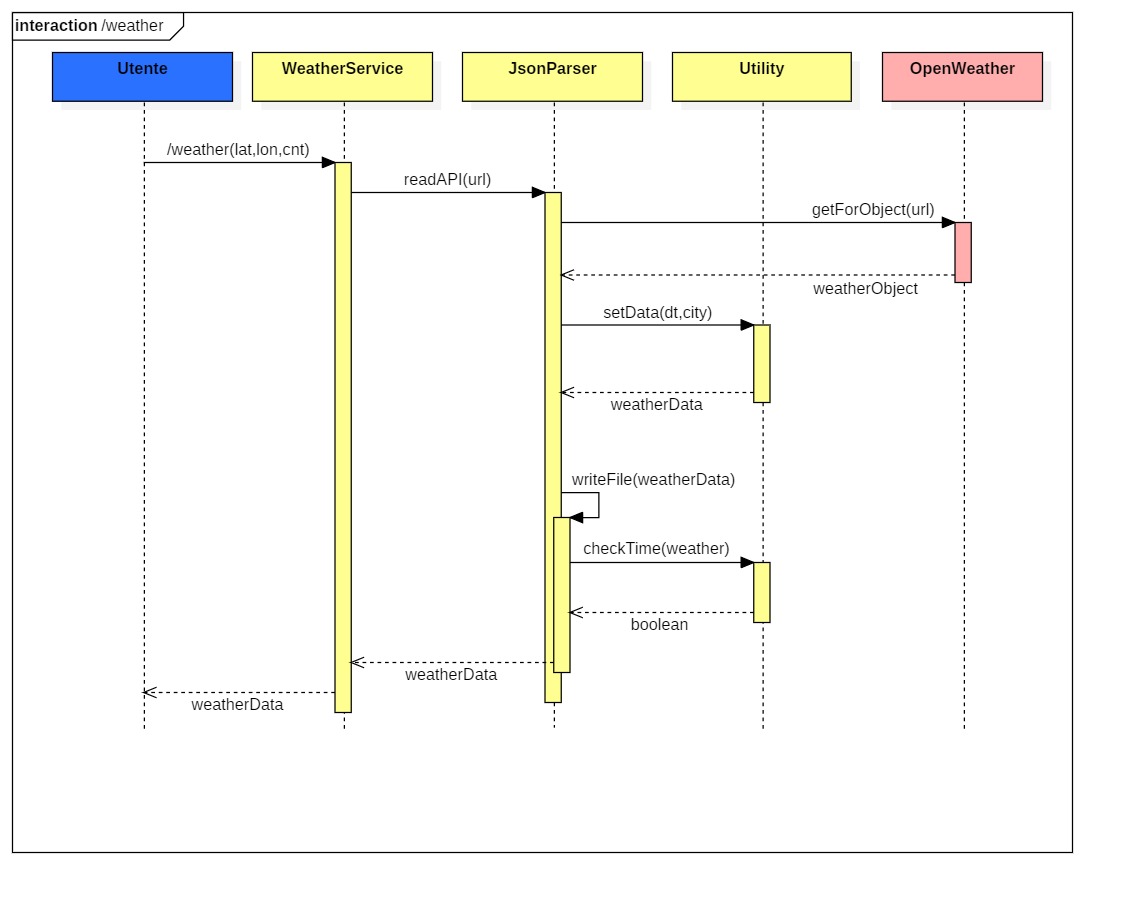 interaction /weather
Utente
WeatherService
JsonParser
Utility
OpenWeather
/weather(lat,lon,cnt)
readAPI(url)
getForObject(url)
weatherObject
setData(dt,city)
weatherData
writeFile(weatherData)
checkTime(weather)
boolean
weatherData
weatherData